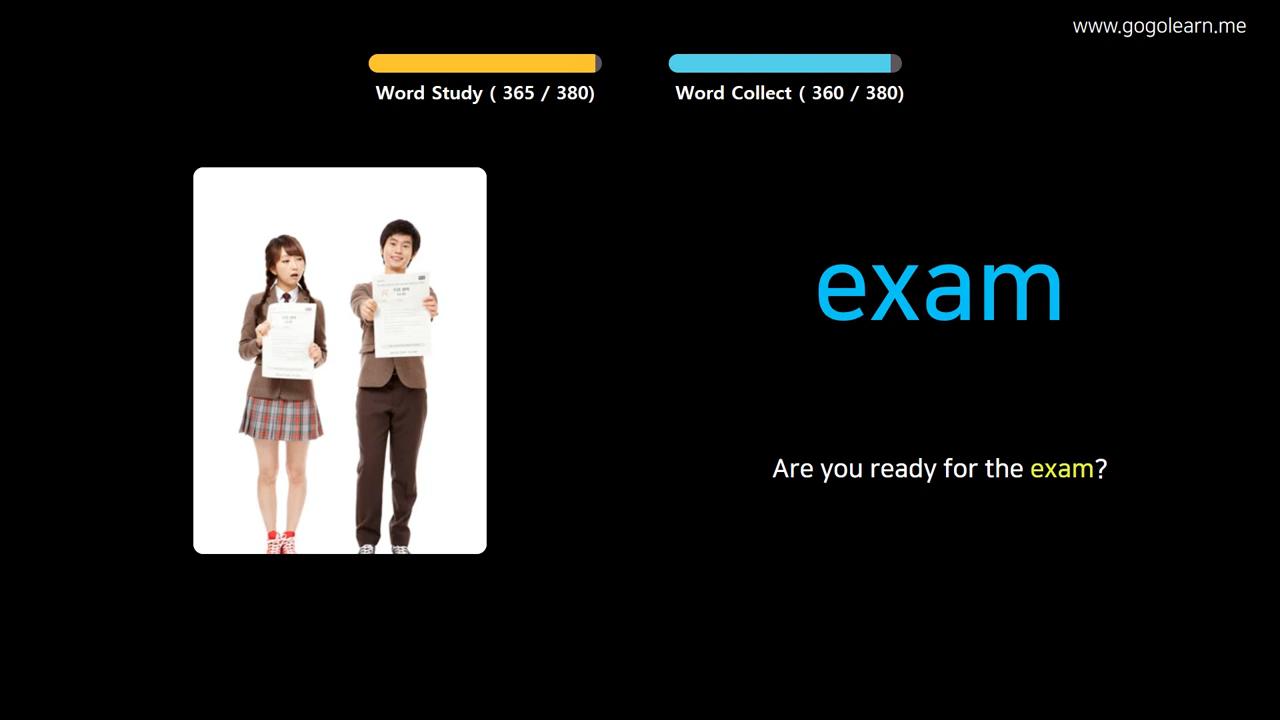 www.gogolearn.me
Word Study ( 365 / 380)
Word Collect ( 360 / 380)
exam
Are you ready for the exam?